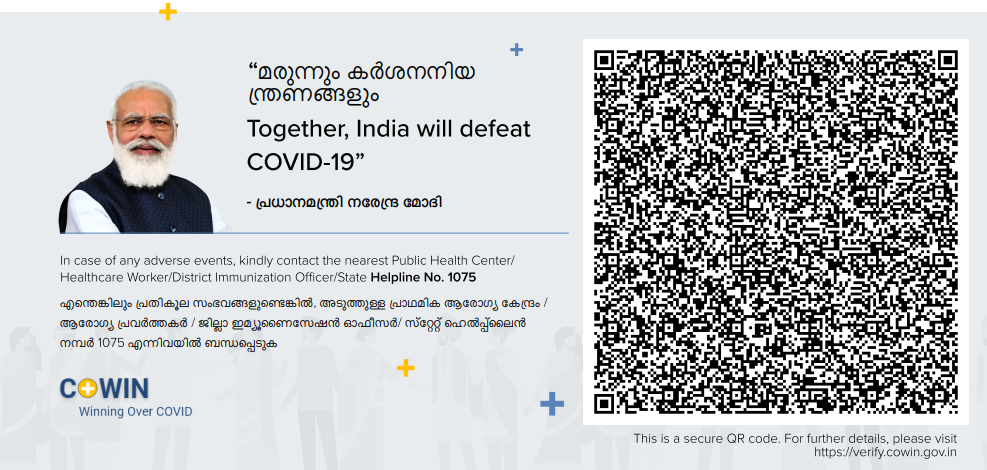 “മരുന്നും കർശനനിയ
ന്ത്രണങ്ങളും
Together, India will defeat
COVID-19”
- പ്രധാനമന്ത്രി നരേന്ദ്ര മോദി
In case of any adverse events, kindly contact the nearest Public Health Center/
Healthcare Worker/District Immunization Officer/State Helpline No. 1075
എന്തെങ്കിലും പ്രതികൂല സംഭവങ്ങളുണ്ടെങ്കിൽ, അടുത്തുള്ള പ്രാഥമിക ആരോഗ്യ കേന്ദ്രം /
ആരോഗ്യ പ്രവർത്തകർ / ജില്ലാ ഇമ്യൂണൈസേഷൻ ഓഫീസർ/ സ്റ്റേറ്റ് ഹെൽപ്പ്ലൈൻ
നമ്പർ 1075 എന്നിവയിൽ ബന്ധപ്പെടുക
COWIN
Winning Over COVID
This is a secure QR code. For further details, please visit
https://verify.cowin.gov.in